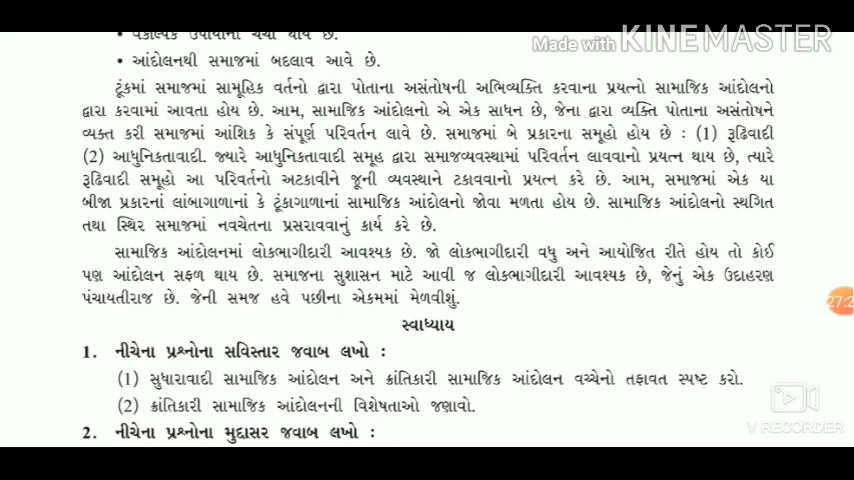 • વૈકલ્પિક ઉપાયોની ચર્ચા થાય છે.
Made with KINEMASTER
• આંદોલનથી સમાજમાં બદલાવ આવે છે.
ટૂંકમાં સમાજમાં સામૂહિક વર્તનો દ્વારા પોતાના અસંતોષની અભિવ્યક્તિ કરવાના પ્રયત્નો સામાજિક આંદોલનો
દ્વારા કરવામાં આવતા હોય છે. આમ, સામાજિક આંદોલનો એ એક સાધન છે, જેના દ્વારા વ્યક્તિ પોતાના અસંતોષને
વ્યક્ત કરી સમાજમાં આંશિક કે સંપૂર્ણ પરિવર્તન લાવે છે. સમાજમાં બે પ્રકારના સમૂહો હોય છે : (1) રૂઢિવાદી
(2) આધુનિકતાવાદી. જ્યારે આધુનિકતાવાદી સમૂહ દ્વારા સમાજવ્યવસ્થામાં પરિવર્તન લાવવાનો પ્રયત્ન થાય છે, ત્યારે
રૂઢિવાદી સમૂહો આ પરિવર્તનો અટકાવીને જૂની વ્યવસ્થાને ટકાવવાનો પ્રયત્ન કરે છે. આમ, સમાજમાં એક યા
બીજા પ્રકારનાં લાંબાગાળાનાં કે ટૂંકાગાળાનાં સામાજિક આંદોલનો જોવા મળતા હોય છે. સામાજિક આંદોલનો સ્થગિત
તથા સ્થિર સમાજમાં નવચેતના પ્રસરાવવાનું કાર્ય કરે છે.
સામાજિક આંદોલનમાં લોકભાગીદારી આવશ્યક છે. જો લોકભાગીદારી વધુ અને આયોજિત રીતે હોય તો કોઈ
પણ આંદોલન સફળ થાય છે. સમાજના સુશાસન માટે આવી જ લોકભાગીદારી આવશ્યક છે, જેનું એક ઉદાહરણ
પંચાયતીરાજ છે. જેની સમજ હવે પછીના એકમમાં મેળવીશું.
27:2
સ્વાધ્યાય
1. નીચેના પ્રશ્નોના સવિસ્તાર જવાબ લખો :
(1) સુધારાવાદી સામાજિક આંદોલન અને ક્રાંતિકારી સામાજિક આંદોલન વચ્ચેનો તફાવત સ્પષ્ટ કરો.
(2) ક્રાંતિકારી સામાજિક આંદોલનની વિશેષતાઓ જણાવો.
2. નીચેના પ્રશ્નોના મુદ્દાસર જવાબ લખો :
V RECORDER